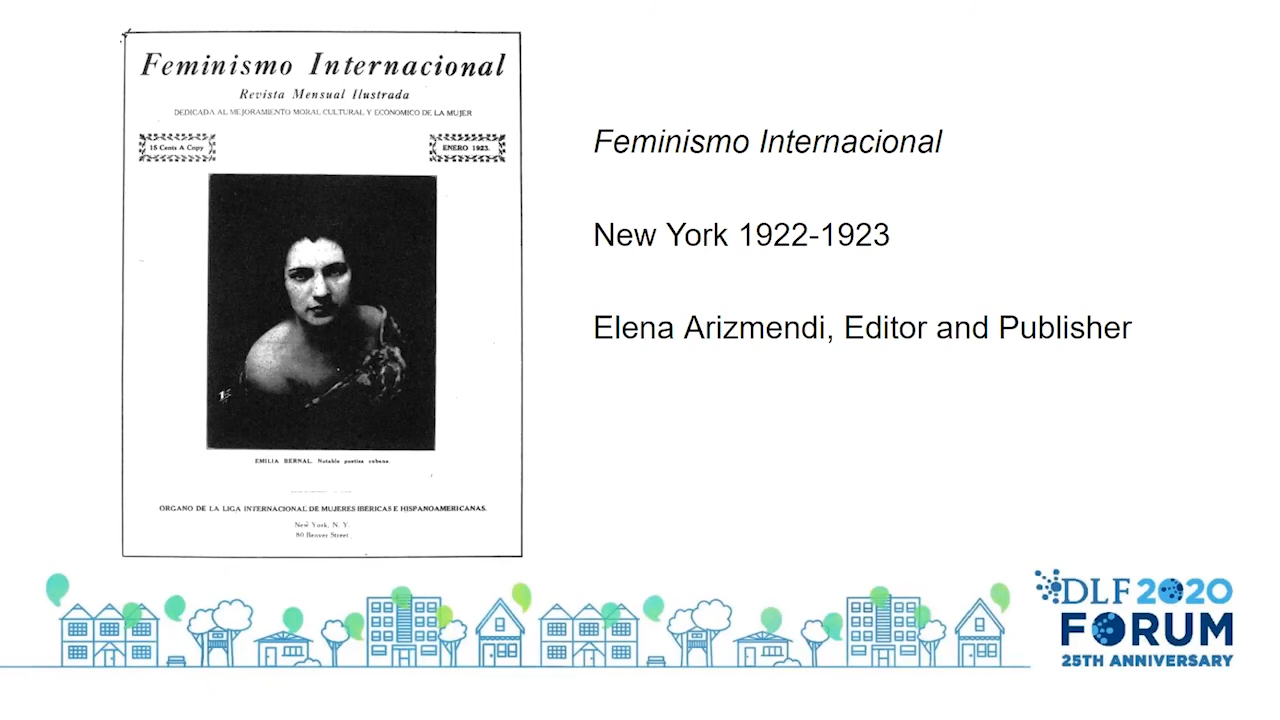 Feminismo Internacional
Revista Mensual Ilustrada
DEDICADA AL MEJORAMIENTO MORAL CULTURAL Y ECONOMICO DE LA MUJER
15 Cents A Copy
ENERO 1923.
EMILIA BERNAL. Notable poetisa cubana.
ORGANO DE LA LIGA INTERNACIONAL DE MUJERES IBERICAS E HISPANOAMERICANAS.
New York, N. Y.
80 Beaver Street
Feminismo Internacional
New York 1922-1923
Elena Arizmendi, Editor and Publisher
DLF 2020
FORUM
25TH ANNIVERSARY